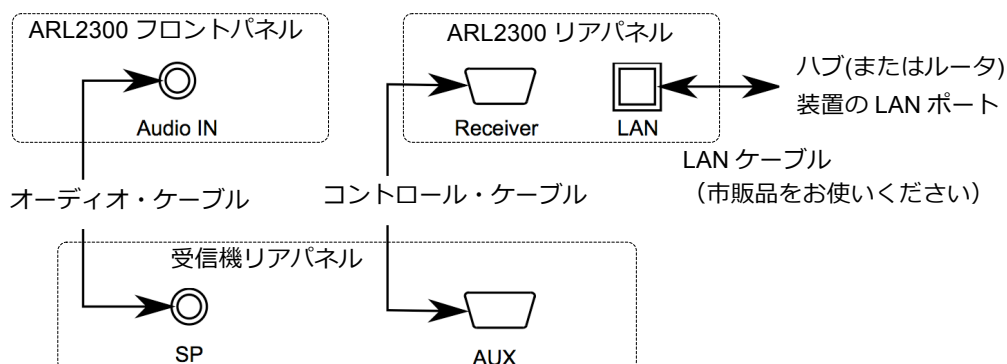 ARL2300 フロントパネル
Audio IN
ARL2300 リアパネル
Receiver
LAN
ハブ(またはルータ)
装置の LAN ポート
LAN ケーブル
（市販品をお使いください）
オーディオ・ケーブル
コントロール・ケーブル
受信機リアパネル
SP
AUX